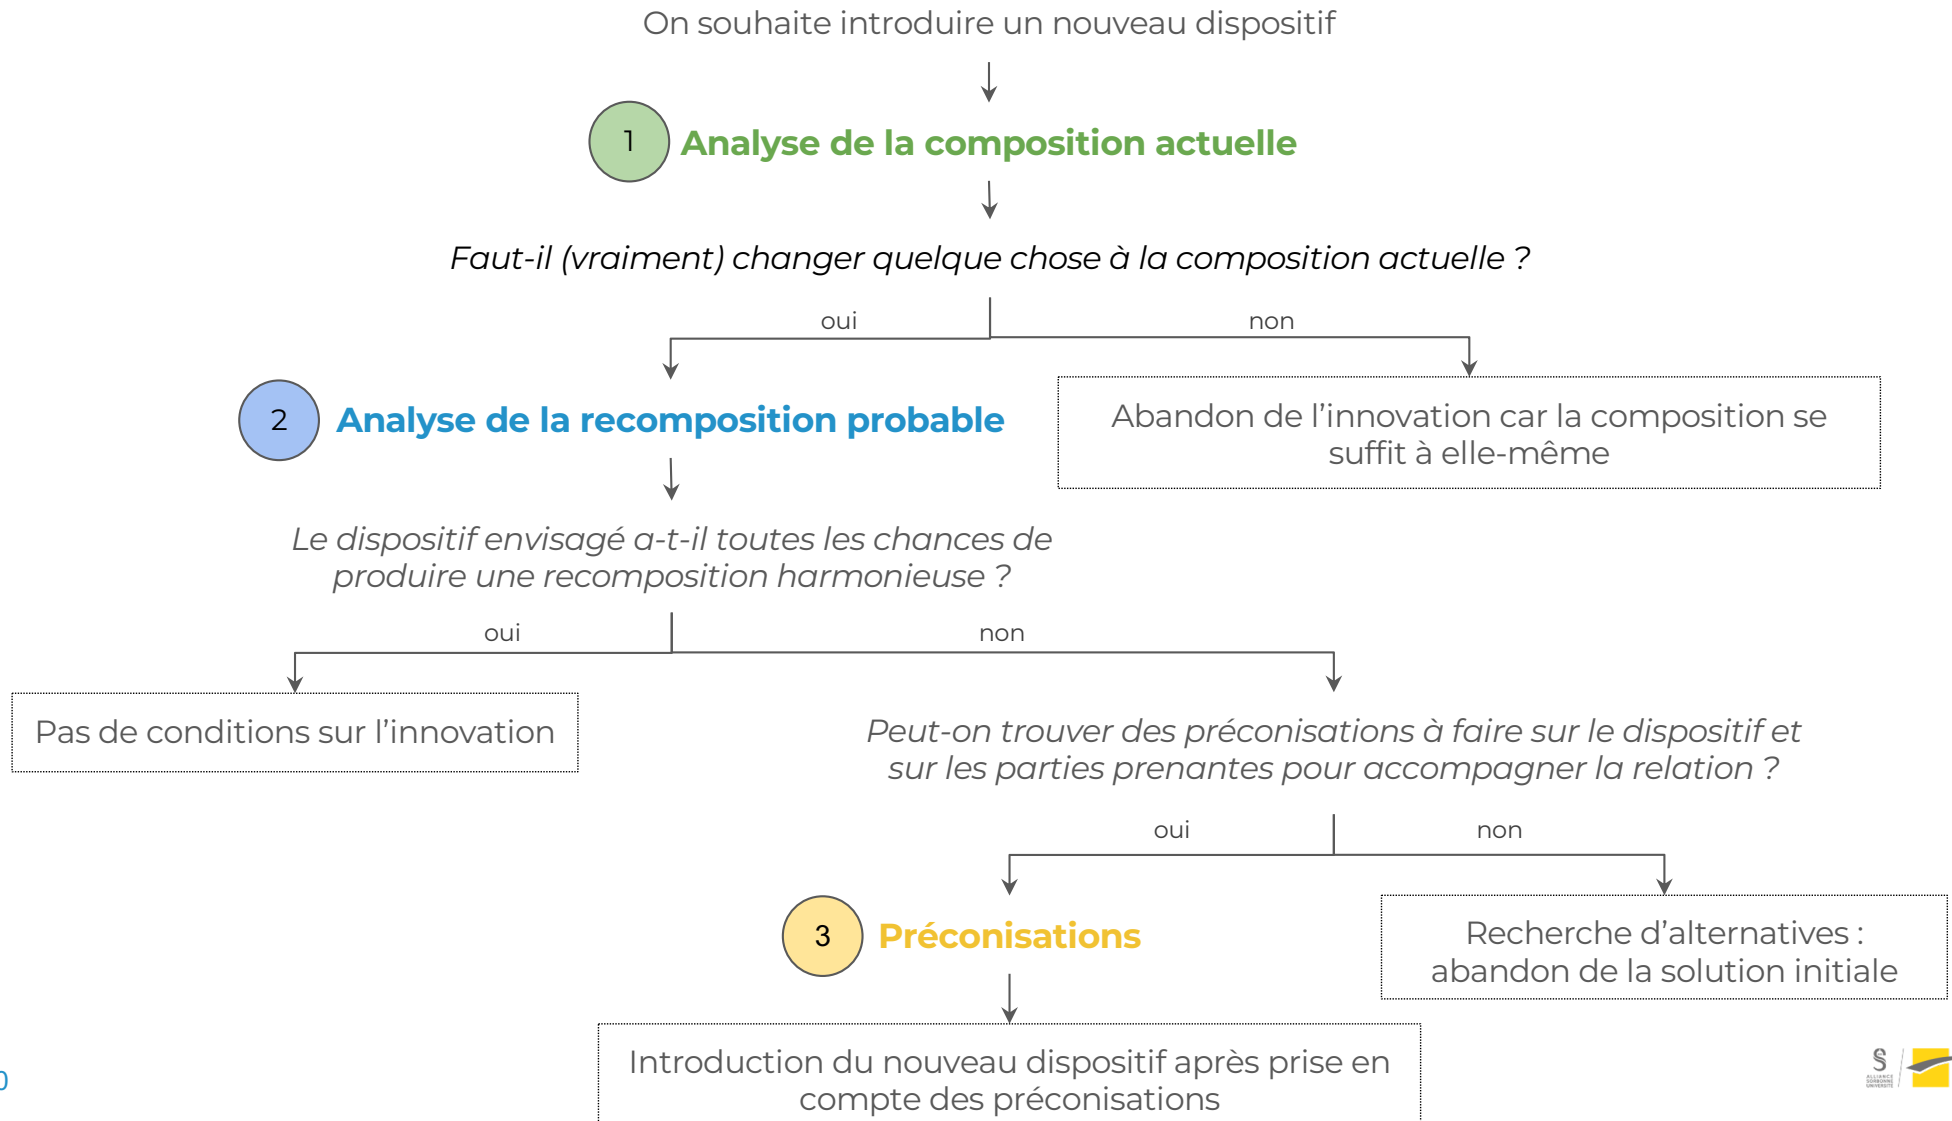 On souhaite introduire un nouveau dispositif
1
Analyse de la composition actuelle
Faut-il (vraiment) changer quelque chose à la composition actuelle ?
oui
non
2
Analyse de la recomposition probable
Abandon de l’innovation car la composition se
suffit à elle-même
Le dispositif envisagé a-t-il toutes les chances de
produire une recomposition harmonieuse ?
oui
non
Pas de conditions sur l’innovation
Peut-on trouver des préconisations à faire sur le dispositif et
sur les parties prenantes pour accompagner la relation ?
oui
non
3
Préconisations
Recherche d’alternatives :
abandon de la solution initiale
Introduction du nouveau dispositif après prise en
compte des préconisations
0
ALLIANCE
SORBONNE
UNIVERSITÉ